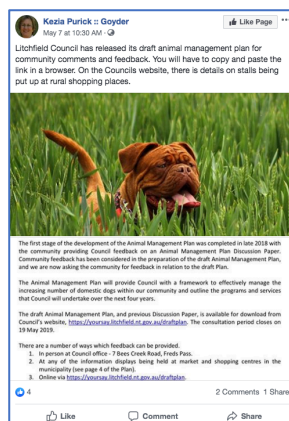 Kezia Purick :: Goyder
Like Page
May 7 at 10:30 AM ·
Litchfield Council has released its draft animal management plan for
community comments and feedback. You will have to copy and paste the
link in a browser. On the Councils website, there is details on stalls being
put up at rural shopping places.
The first stage of the development of the Animal Management Plan was completed in late 2018 with
the community providing Council feedback on an Animal Management Plan Discussion Paper.
Community feedback has been considered in the preparation of the draft Animal Management Plan,
and we are now asking the community for feedback in relation to the draft Plan.
The Animal Management Plan will provide Council with a framework to effectively manage the
increasing number of domestic dogs within our community and outline the programs and services
that Council will undertake over the next four years.
The draft Animal Management Plan, and previous Discussion Paper, is available for download from
Council's website, https://yoursay.litchfield.nt.gov.au/draftplan. The consultation period closes on
19 May 2019.
There are a number of ways which feedback can be provided.
1. In person at Council office - 7 Bees Creek Road, Freds Pass.
2. At any of the information displays being held at market and shopping centres in the
municipality (see page 4 of the Plan).
3. Online via https://yoursay.litchfield.nt.gov.au/draftplan.
4
2 Comments 1 Share
Like
Comment
Share